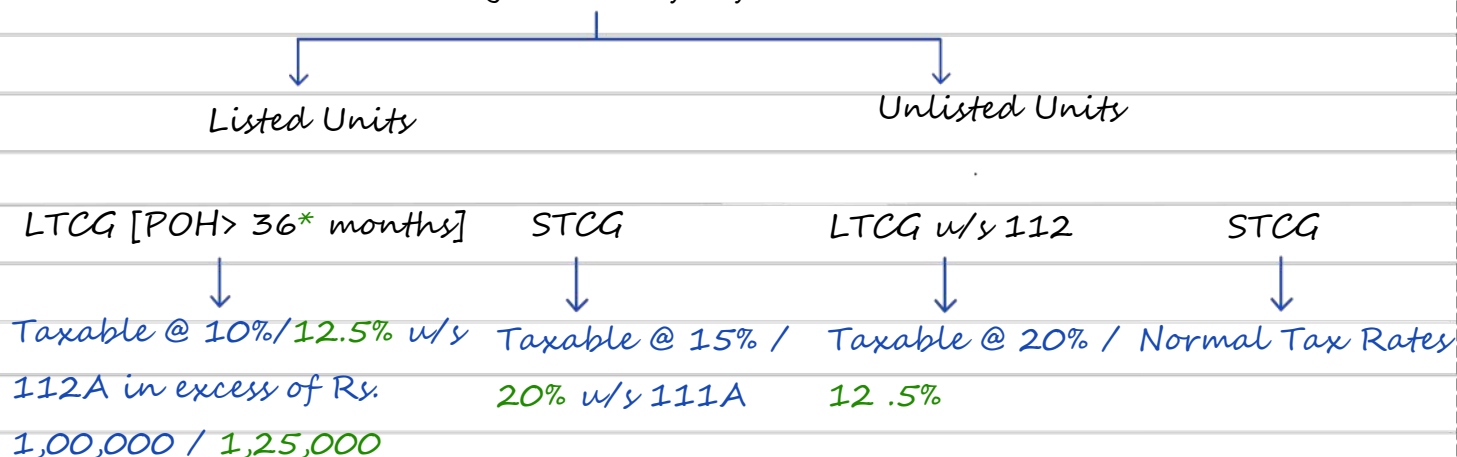 Listed Units
Unlisted Units
LTCG [POH> 36* months]
STCG
LTCG u/s 112
STCG
Taxable @ 10%/12.5% u/s
112A in excess of Rs.
1,00,000 / 1,25,000
Taxable @ 15% /
20% u/s 111A
Taxable @ 20% /
12 .5%
Normal Tax Rates